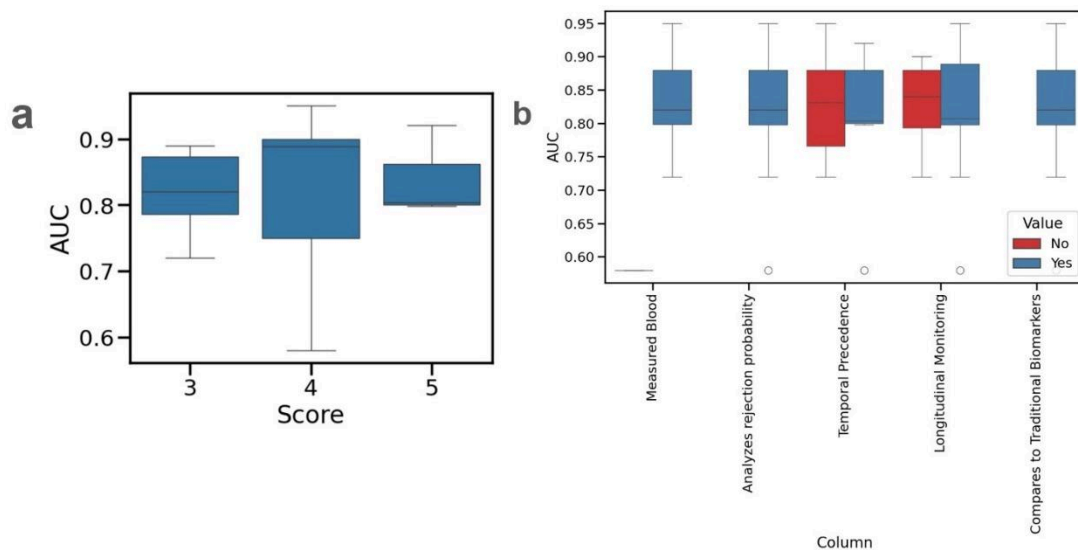 a
AUC
0.9
0.8
0.7
0.6
3 4 5
Score
b
AUC
0.95
0.90
0.85
0.80
0.75
0.70
0.65
0.60
Value
No
Yes
Measured Blood
Analyzes rejection probability
Temporal Precedence
Longitudinal Monitoring
Compares to Traditional Biomarkers
Column